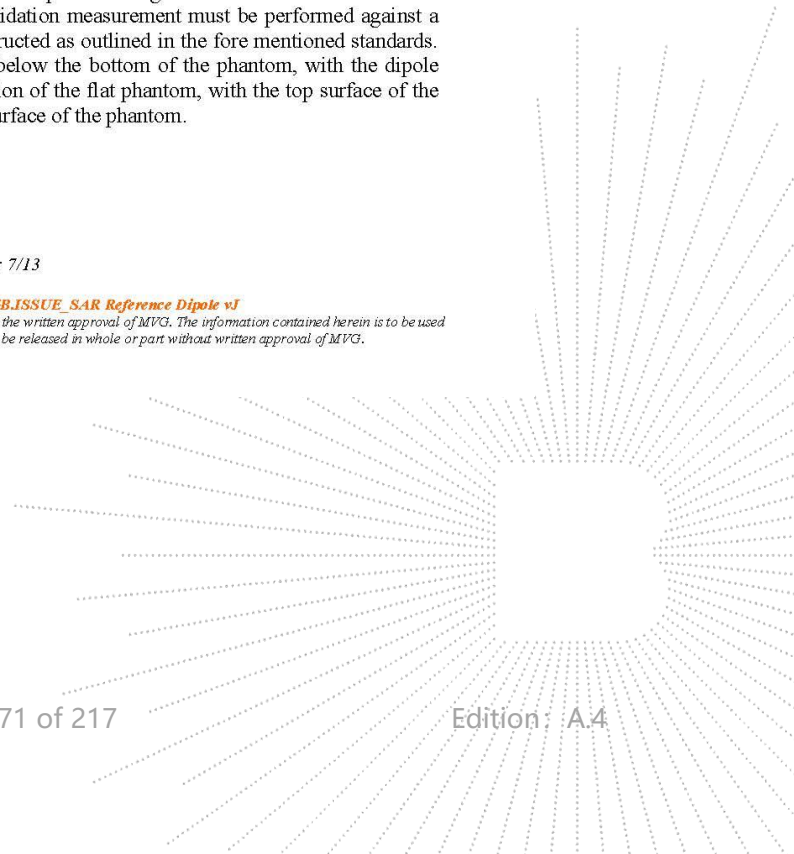 idation measurement must be performed against a
ructed as outlined in the fore mentioned standards.
below the bottom of the phantom, with the dipole
ion of the flat phantom, with the top surface of the
urface of the phantom.
: 7/13
B.ISSUE_SAR Reference Dipole vJ
the written approval of MVG. The information contained herein is to be used
be released in whole or part without written approval of MVG.
71 of 217
Edition: A.4